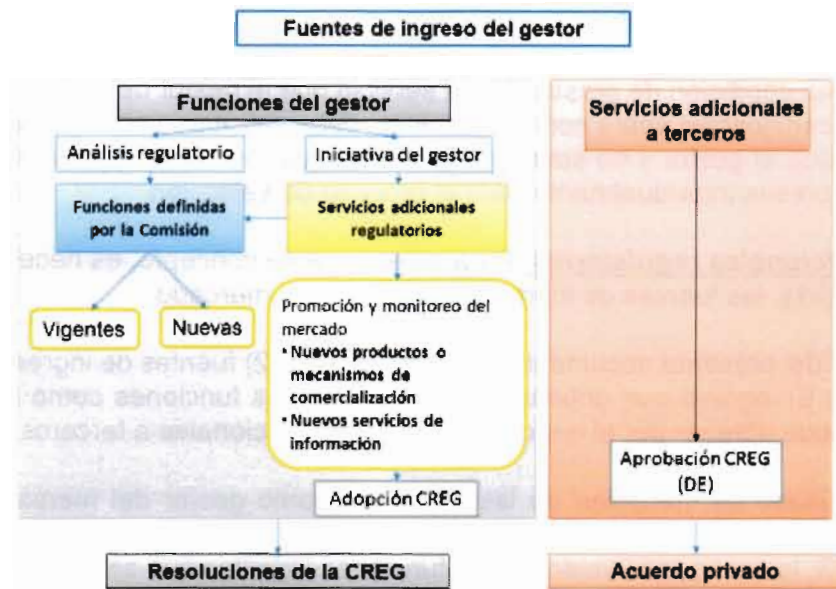 Fuentes de ingreso del gestor
Funciones del gestor
Análisis regulatorio
Iniciativa del gestor
Funciones definidas
por la Comisión
Servicios adicionales
regulatorios
Vigentes
Nuevas
Promoción y monitoreo del
mercado
• Nuevos productos o
mecanismos de
comercialización
• Nuevos servicios de
información
Adopción CREG
Resoluciones de la CREG
Servicios adicionales
a terceros
Aprobación CREG
(DE)
Acuerdo privado